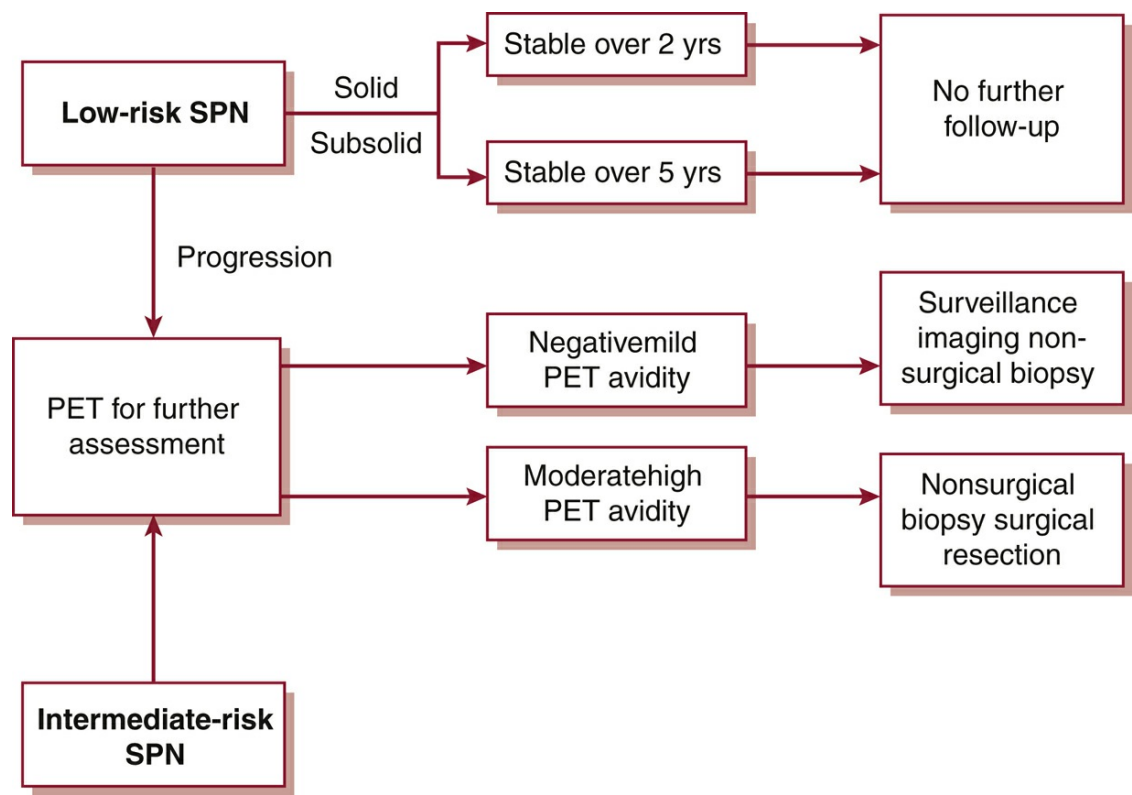 Low-risk SPN
Solid
Subsolid
Stable over 2 yrs
Stable over 5 yrs
No further
follow-up
Progression
PET for further
assessment
Negativemild
PET avidity
Surveillance
imaging non-
surgical biopsy
Moderatehigh
PET avidity
Nonsurgical
biopsy surgical
resection
Intermediate-risk
SPN